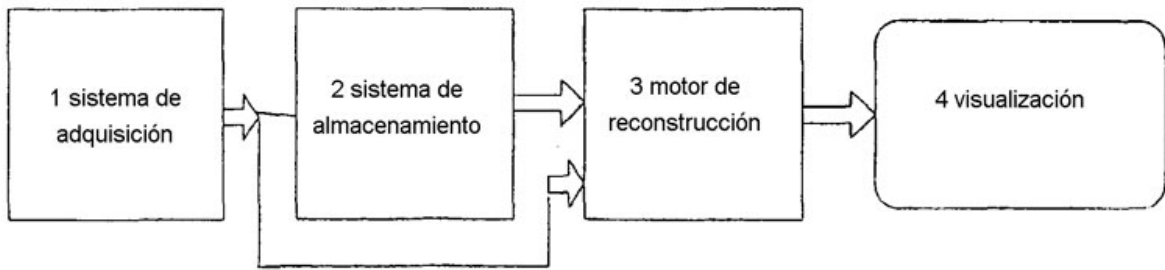 1 sistema de
adquisición
2 sistema de
almacenamiento
3 motor de
reconstrucción
4 visualización